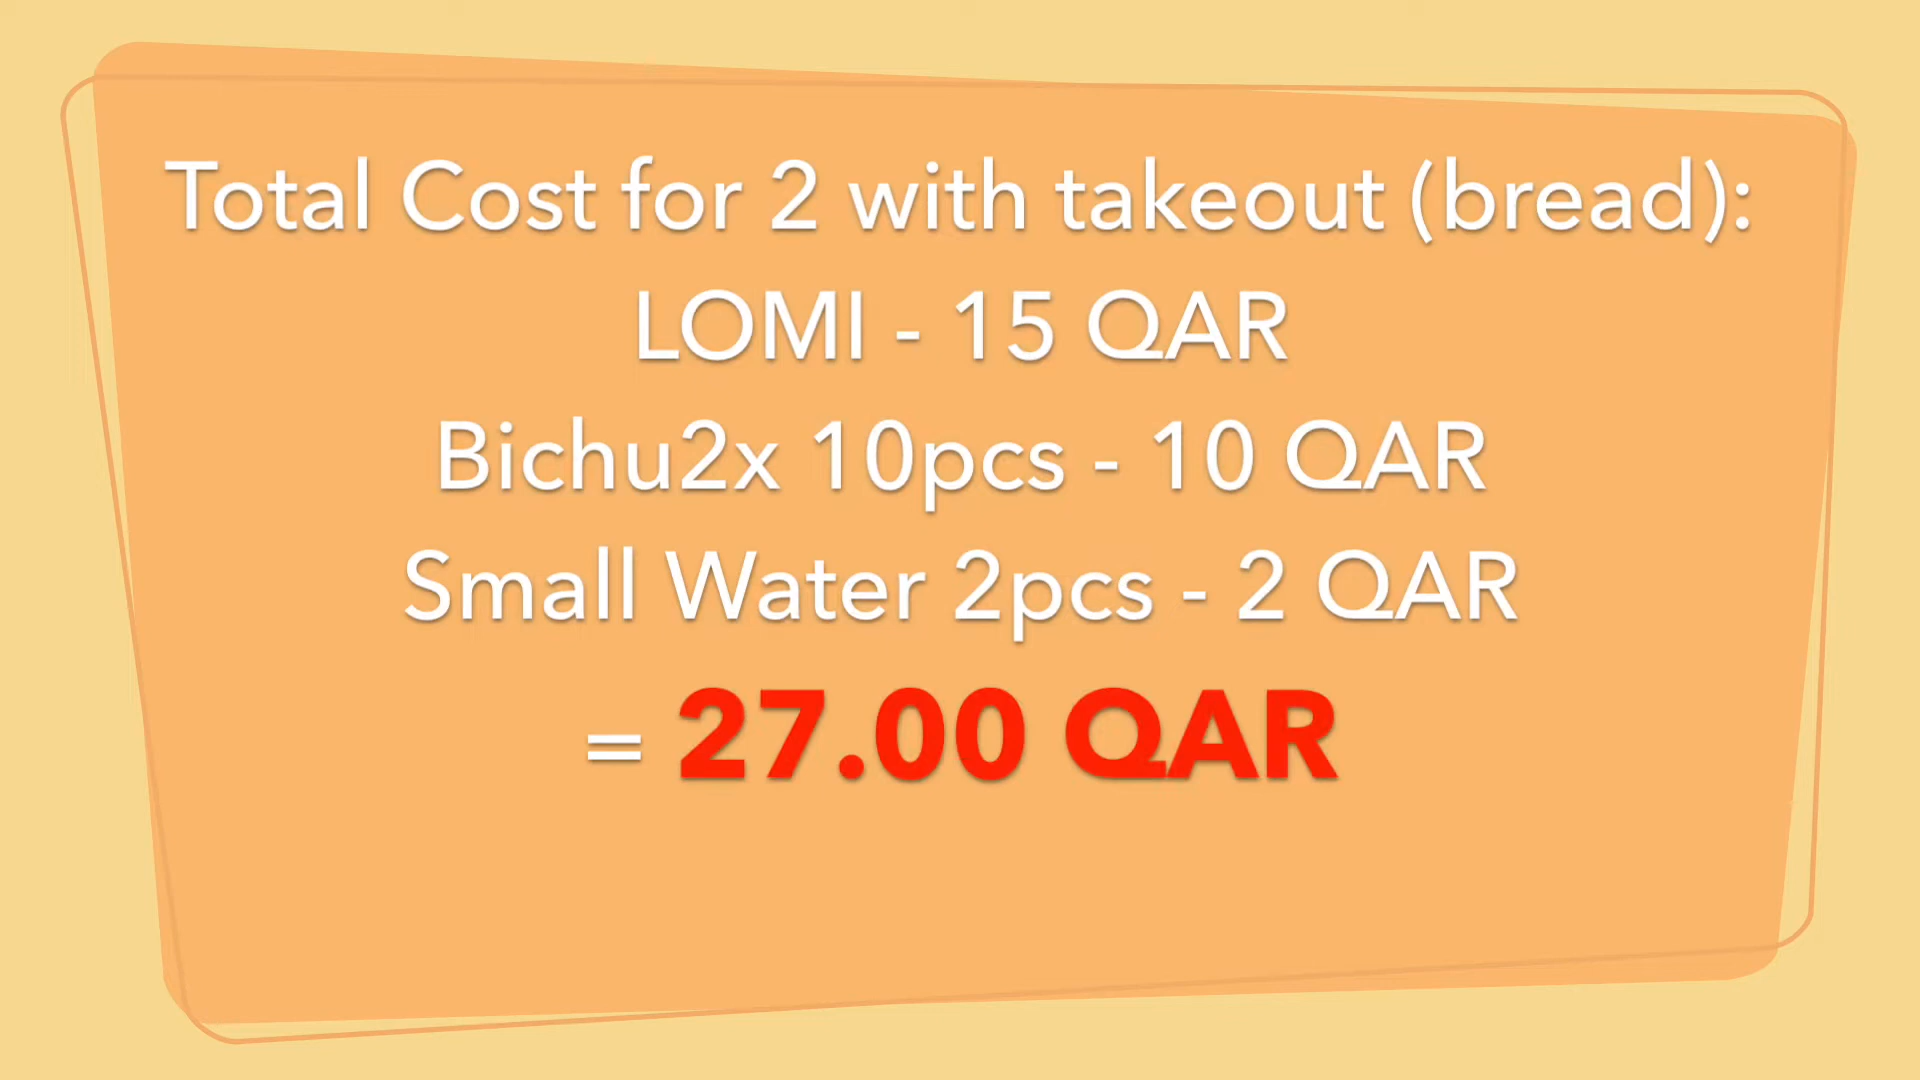 Total Cost for 2 with takeout (bread):
LOMI - 15 QAR
Bichu2x 10pcs - 10 QAR
Small Water 2pcs - 2 QAR
= 27.00 QAR